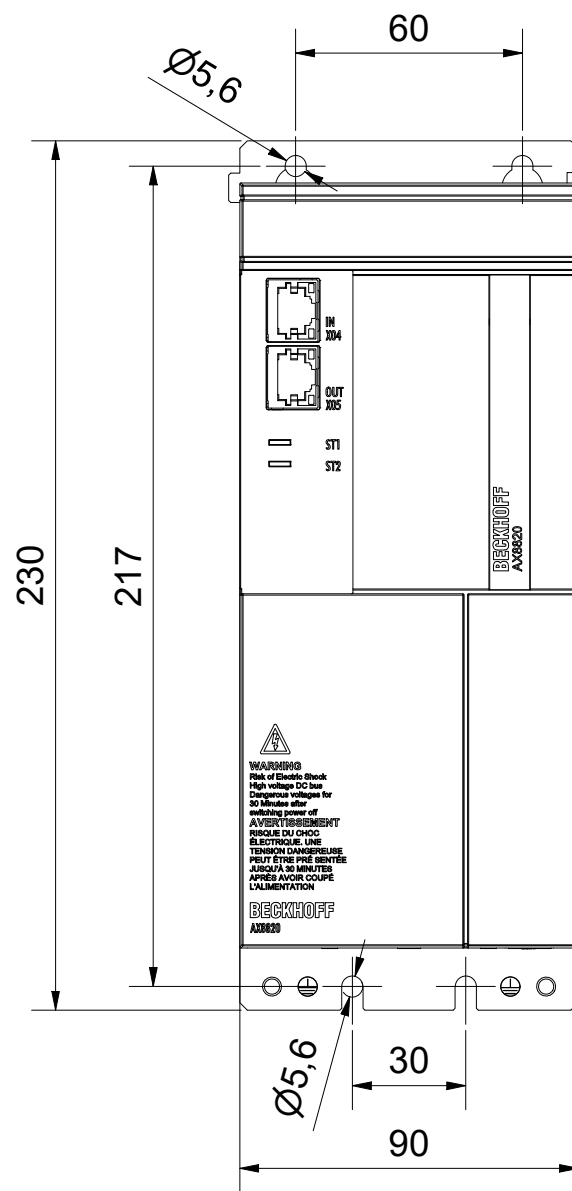 60
Ø5,6
IN
X04
OUT
X05
ST1
ST2
BECKHOFF
AX8820
230
217
WARNING
Risk of Electric Shock
High voltage DC bus
Dangerous voltages for
30 Minutes after
switching power off
AVERTISSEMENT
RISQUE DU CHOC
ÉLECTRIQUE. UNE
TENSION DANGEREUSE
PEUT ÊTRE PRÉ SENTÉE
JUSQU'À 30 MINUTES
APRÈS AVOIR COUPÉ
L'ALIMENTATION
BECKHOFF
AX8820
Ø5,6
30
90